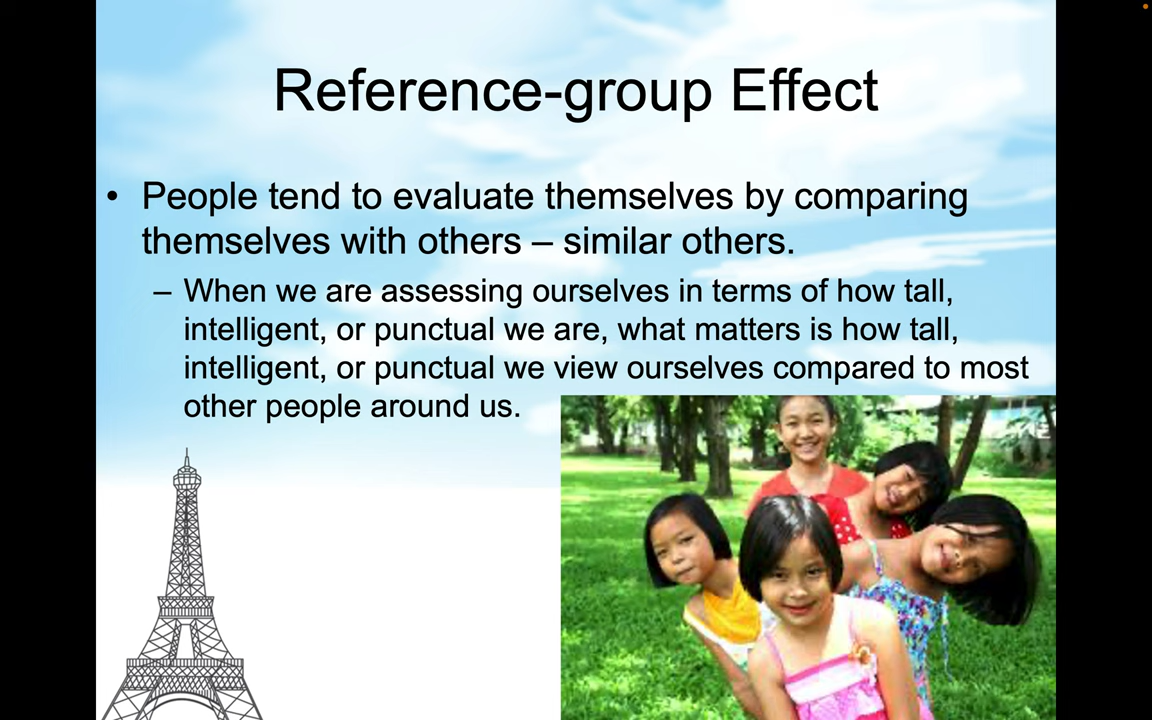 Reference-group Effect
• People tend to evaluate themselves by comparing
themselves with others – similar others.
– When we are assessing ourselves in terms of how tall,
intelligent, or punctual we are, what matters is how tall,
intelligent, or punctual we view ourselves compared to most
other people around us.